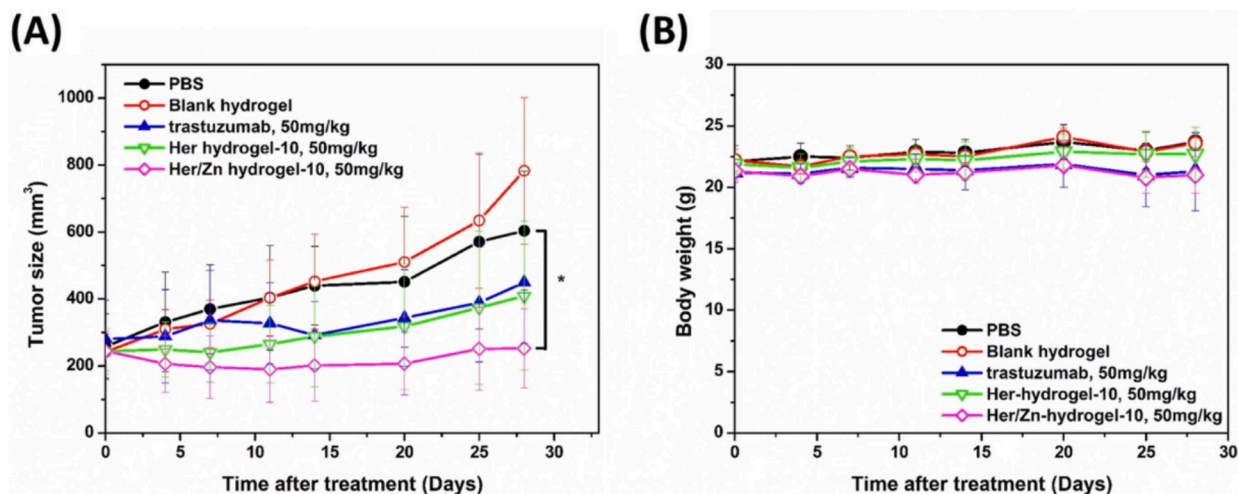 (A)
Tumor size (mm³)
1000
800
600
400
200
0
PBS
Blank hydrogel
trastuzumab, 50mg/kg
Her hydrogel-10, 50mg/kg
Her/Zn hydrogel-10, 50mg/kg
*
0 5 10 15 20 25 30
Time after treatment (Days)
(B)
Body weight (g)
30
25
20
15
10
5
0
PBS
Blank hydrogel
trastuzumab, 50mg/kg
Her-hydrogel-10, 50mg/kg
Her/Zn-hydrogel-10, 50mg/kg
0 5 10 15 20 25 30
Time after treatment (Days)